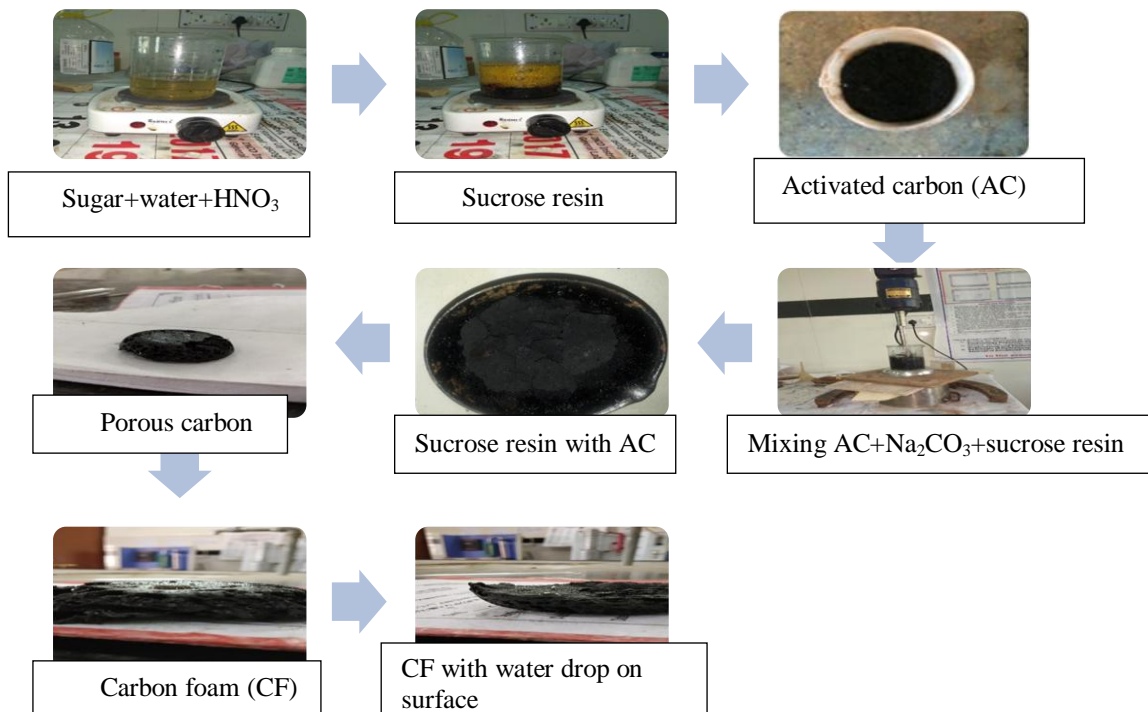 Sugar+water+HNO₃
Sucrose resin
Activated carbon (AC)
Porous carbon
Sucrose resin with AC
Mixing AC+Na₂CO₃+sucrose resin
Carbon foam (CF)
CF with water drop on
surface